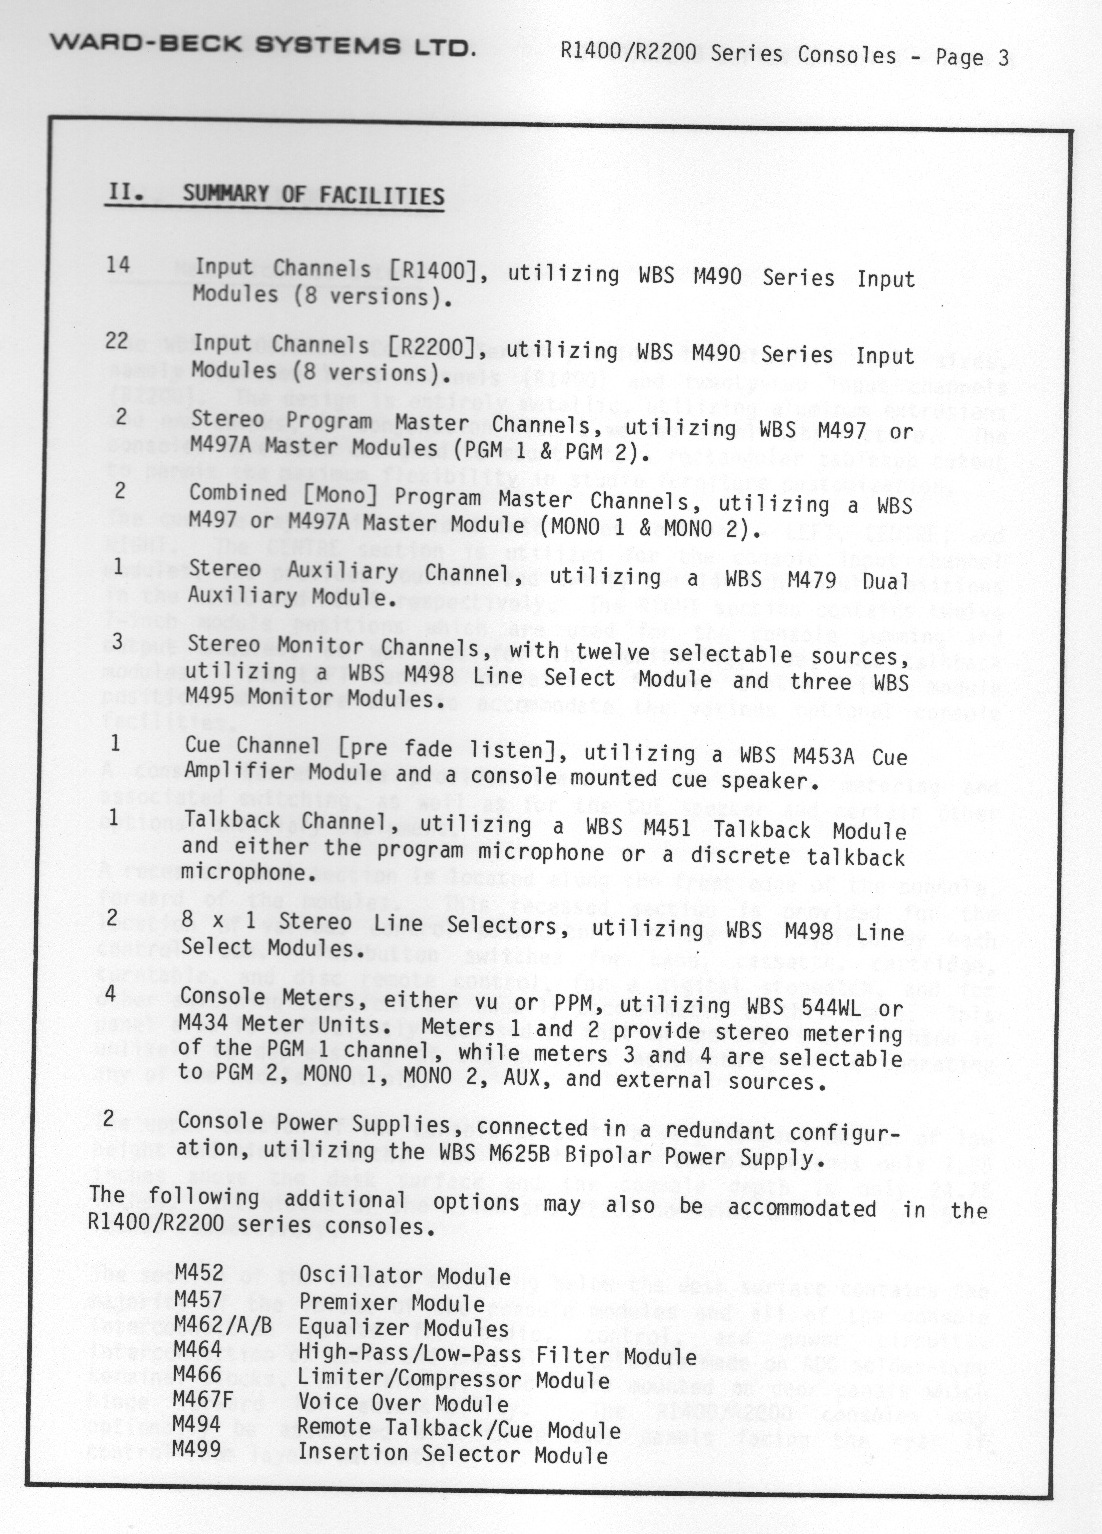 WARD-BECK SYSTEMS LTD.
R1400/R2200 Series Consoles - Page 3
II. SUMMARY OF FACILITIES
14 Input Channels [R1400], utilizing WBS M490 Series Input
Modules (8 versions).
22 Input Channels [R2200], utilizing WBS M490 Series Input
Modules (8 versions).
2 Stereo Program Master Channels, utilizing WBS M497 or
M497A Master Modules (PGM 1 & PGM 2).
2 Combined [Mono] Program Master Channels, utilizing a WBS
M497 or M497A Master Module (MONO 1 & MONO 2).
1 Stereo Auxiliary Channel, utilizing a WBS M479 Dual
Auxiliary Module.
3 Stereo Monitor Channels, with twelve selectable sources,
utilizing a WBS M498 Line Select Module and three WBS
M495 Monitor Modules.
1 Cue Channel [pre fade listen], utilizing a WBS M453A Cue
Amplifier Module and a console mounted cue speaker.
1 Talkback Channel, utilizing a WBS M451 Talkback Module
and either the program microphone or a discrete talkback
microphone.
2 8 x 1 Stereo Line Selectors, utilizing WBS M498 Line
Select Modules.
4 Console Meters, either vu or PPM, utilizing WBS 544WL or
M434 Meter Units. Meters 1 and 2 provide stereo metering
of the PGM 1 channel, while meters 3 and 4 are selectable
to PGM 2, MONO 1, MONO 2, AUX, and external sources.
2 Console Power Supplies, connected in a redundant configur-
ation, utilizing the WBS M625B Bipolar Power Supply.
The following additional options may also be accommodated in the
R1400/R2200 series consoles.
M452 Oscillator Module
M457 Premixer Module
M462/A/B Equalizer Modules
M464 High-Pass/Low-Pass Filter Module
M466 Limiter/Compressor Module
M467F Voice Over Module
M494 Remote Talkback/Cue Module
M499 Insertion Selector Module